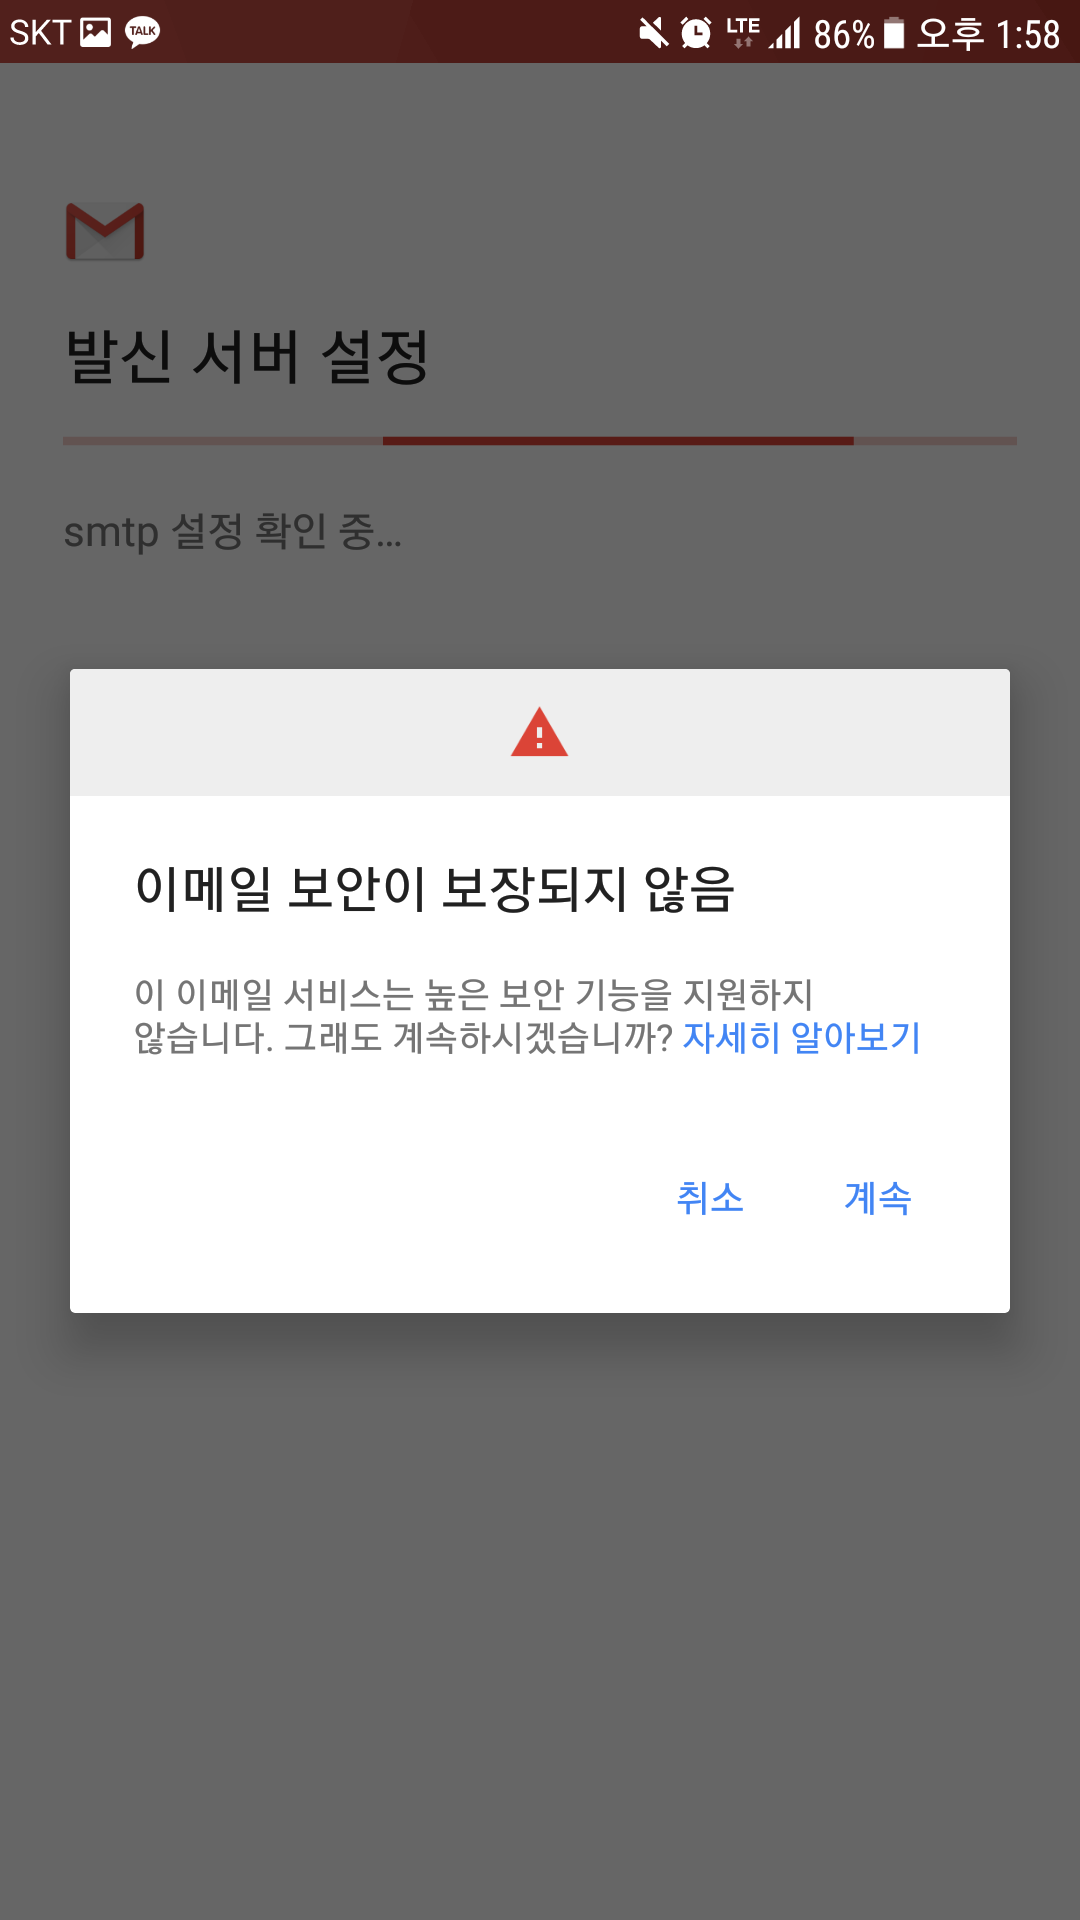 SKT TALK LTE 86% 오후 1:58
발신 서버 설정
smtp 설정 확인 중...
이메일 보안이 보장되지 않음
이 이메일 서비스는 높은 보안 기능을 지원하지
않습니다. 그래도 계속하시겠습니까? 자세히 알아보기
취소 계속